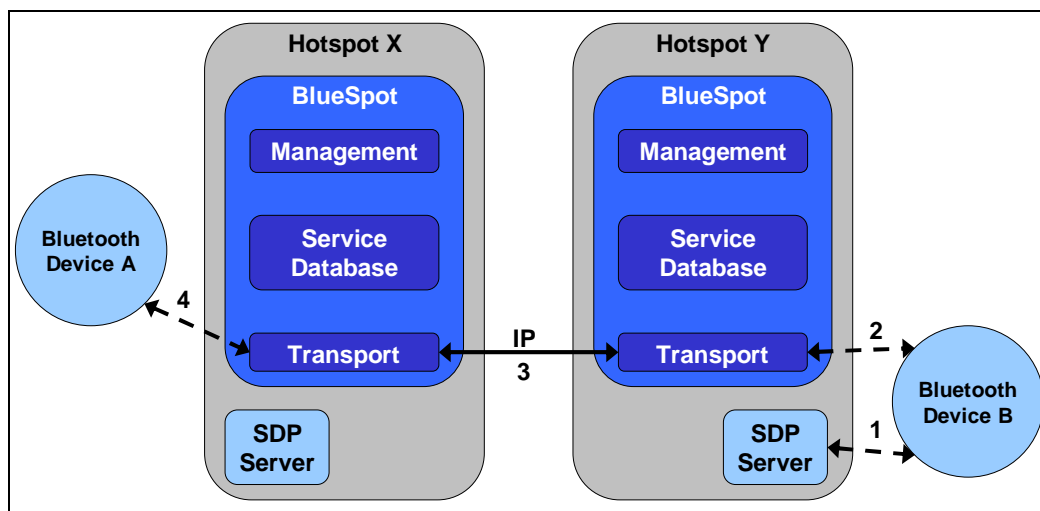 Hotspot X
Hotspot Y
BlueSpot
BlueSpot
Management
Management
Bluetooth
Device A
Service
Database
Service
Database
4
Transport
IP
3
Transport
2
Bluetooth
Device B
1
SDP
Server
SDP
Server